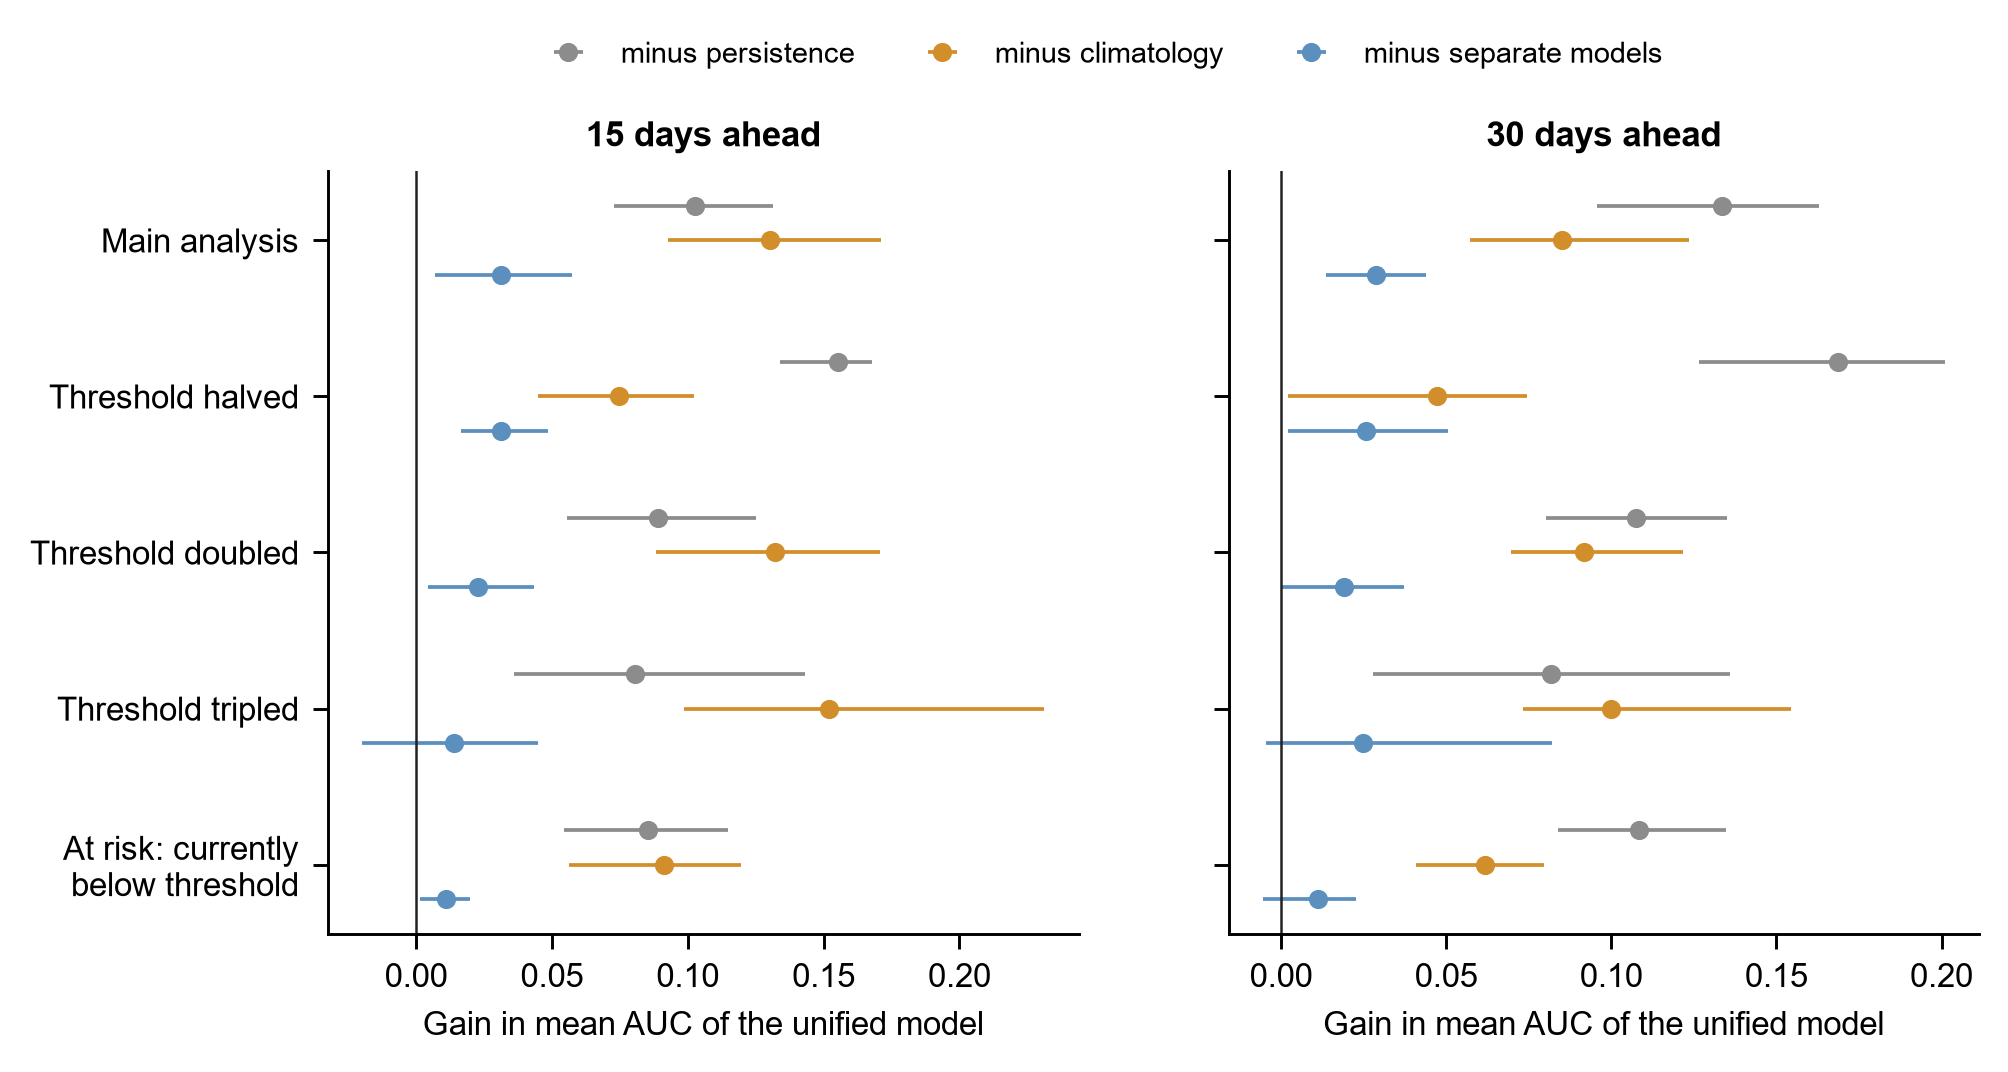 minus persistence
minus climatology
minus separate models
15 days ahead
30 days ahead
Main analysis
Threshold halved
Threshold doubled
Threshold tripled
At risk: currently
below threshold
0.00 0.05 0.10 0.15 0.20
0.00 0.05 0.10 0.15 0.20
Gain in mean AUC of the unified model
Gain in mean AUC of the unified model